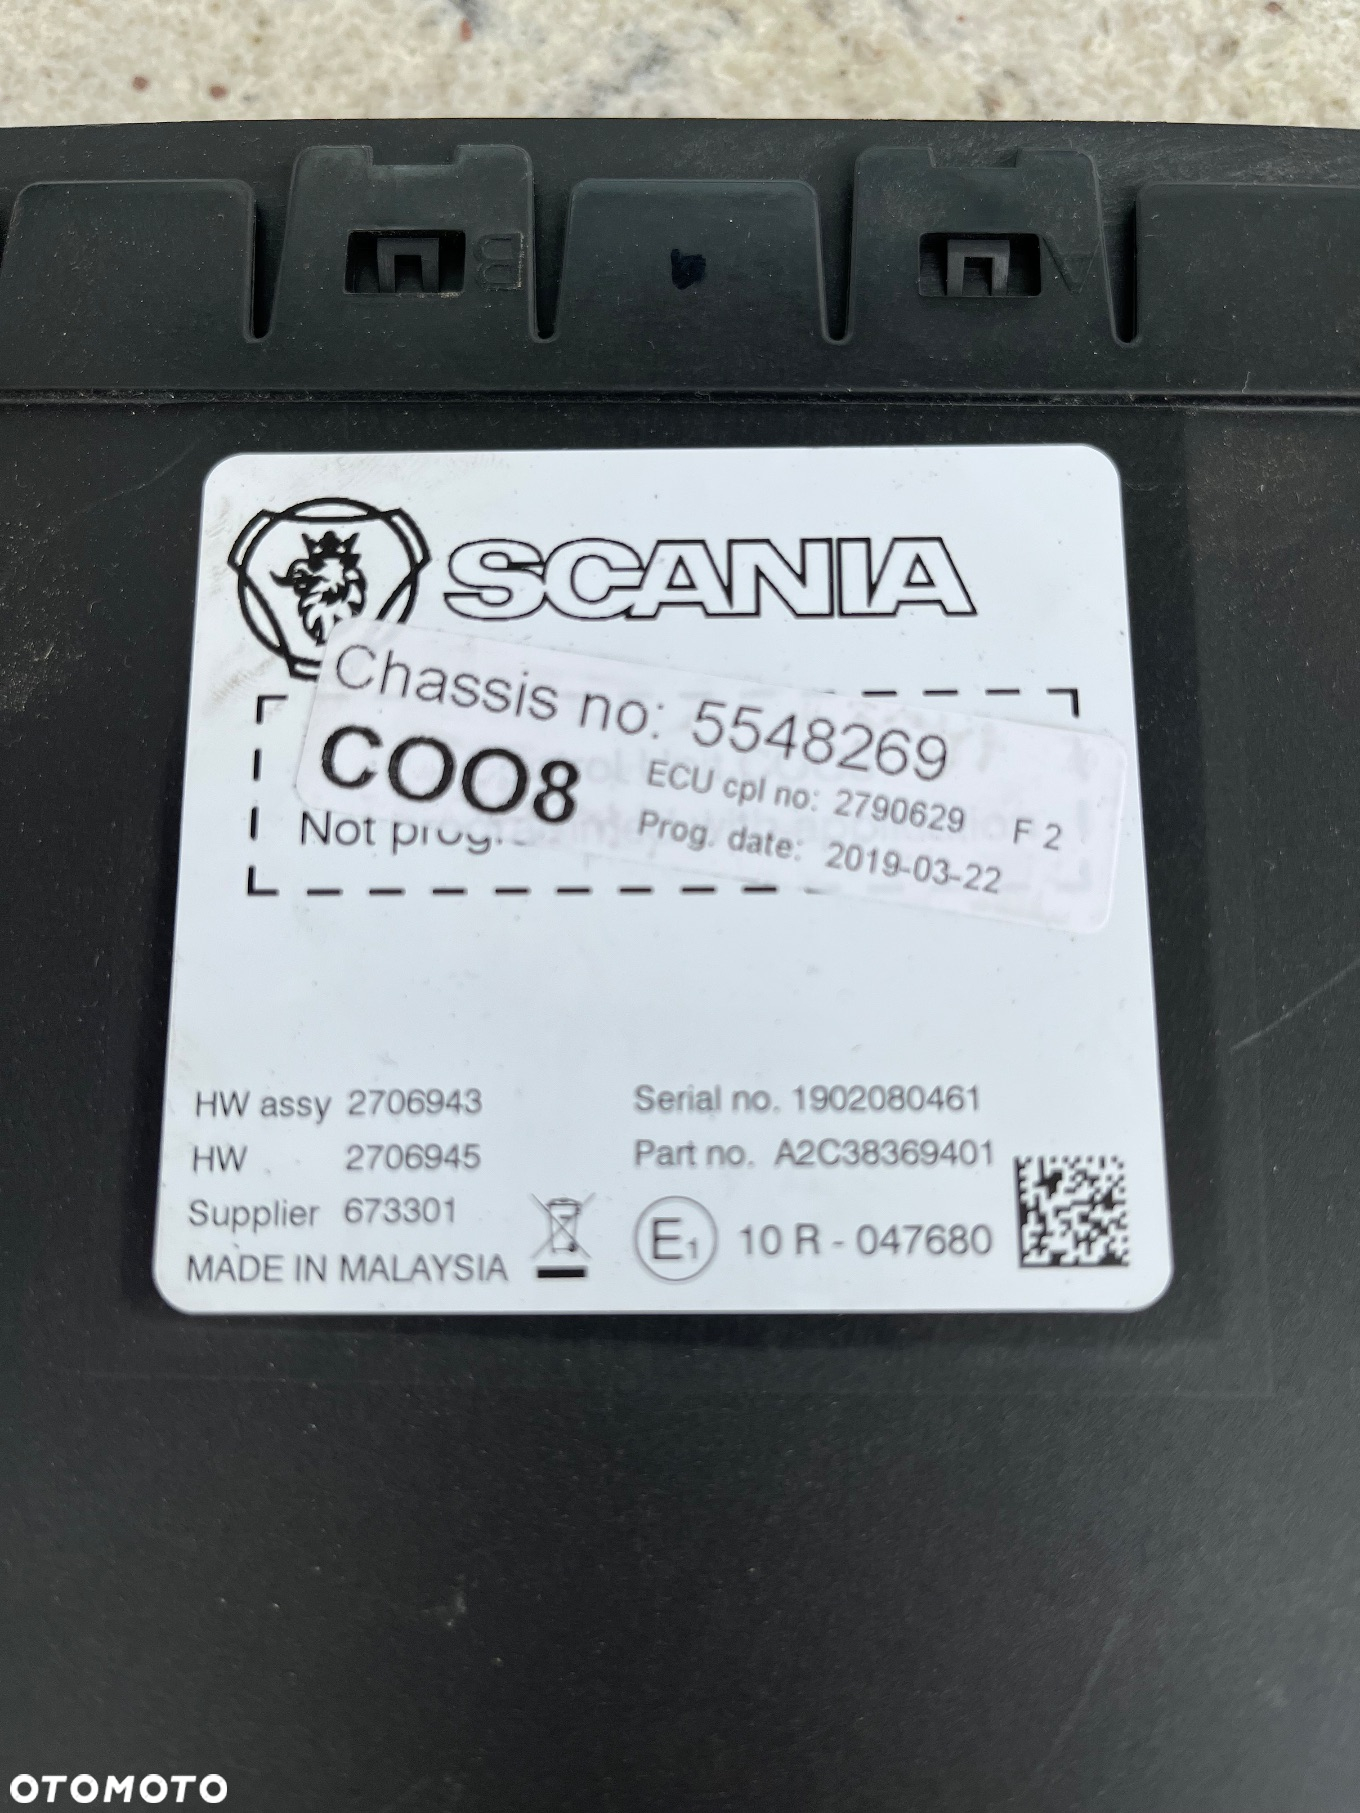 B
A
SCANIA
Chassis no: 5548269
COO8
ECU cpl no: 2790629 F 2
Prog. date: 2019-03-22
Not
HW assy 2706943
HW 2706945
Supplier 673301
MADE IN MALAYSIA
Serial no. 1902080461
Part no. A2C38369401
E1 10 R - 047680
OTOMOTO